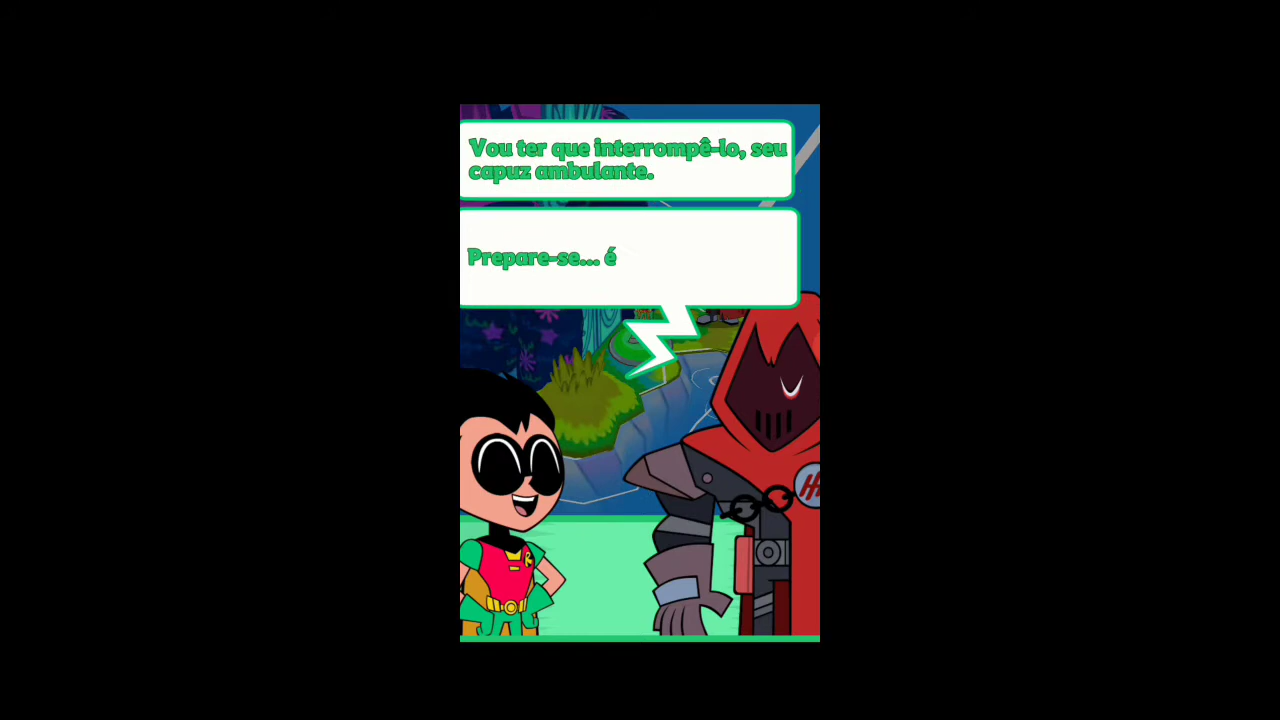 Vou ter que interrompê-lo, seu
capuz ambulante.
Prepare-se... é